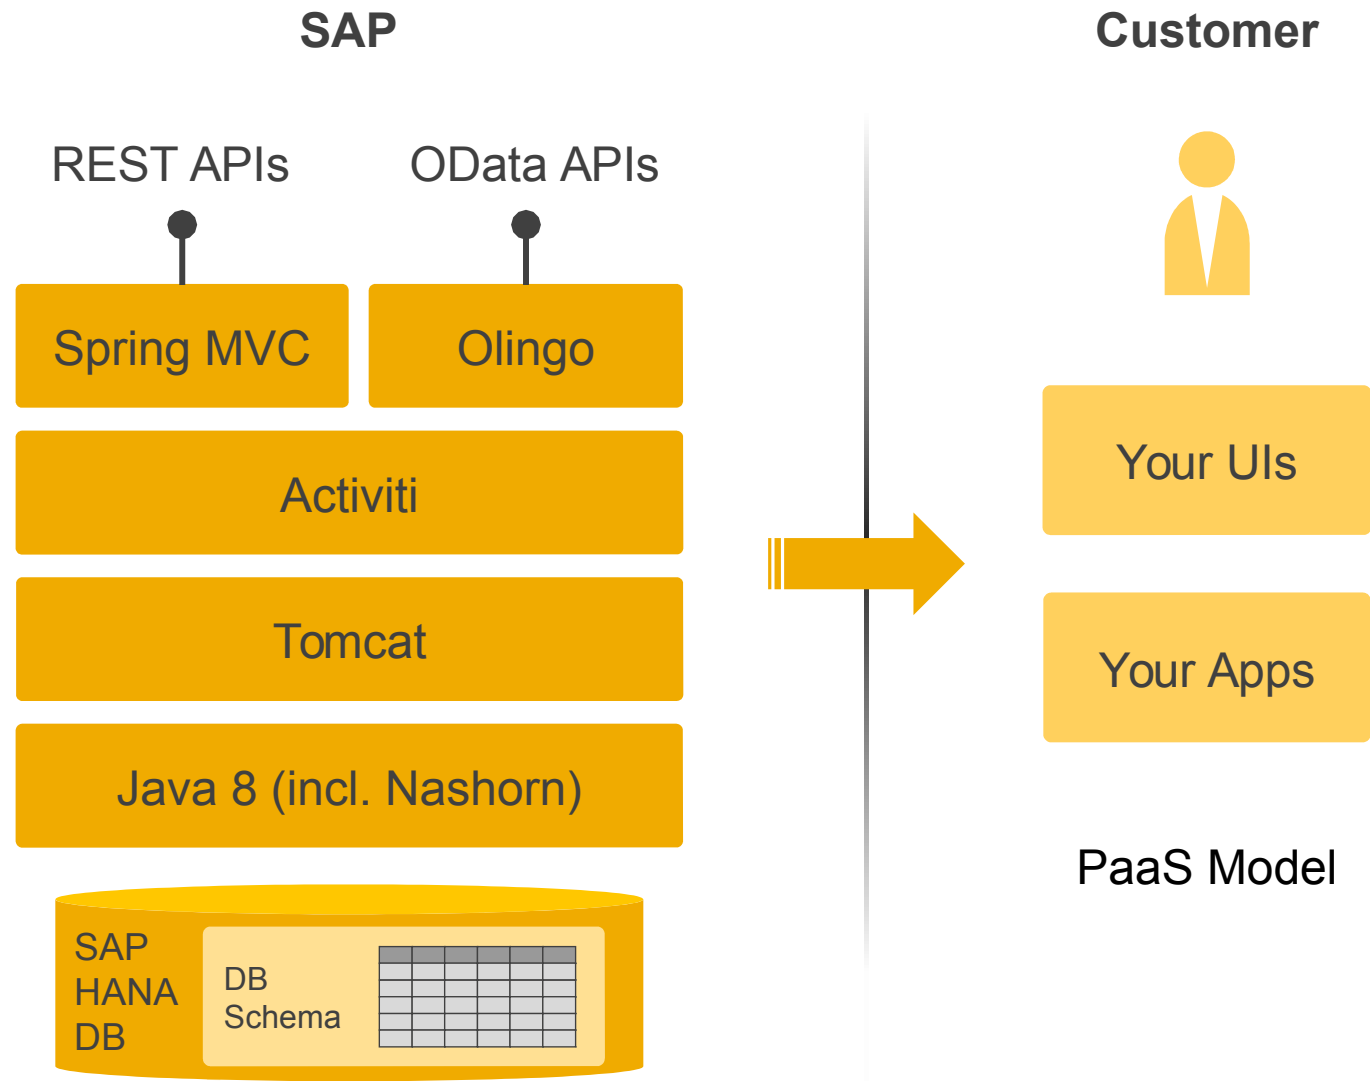 SAP
Customer
REST APIs
OData APIs
Spring MVC
Olingo
Activiti
Tomcat
Java 8 (incl. Nashorn)
SAP
HANA
DB
DB
Schema
Your UIs
Your Apps
PaaS Model